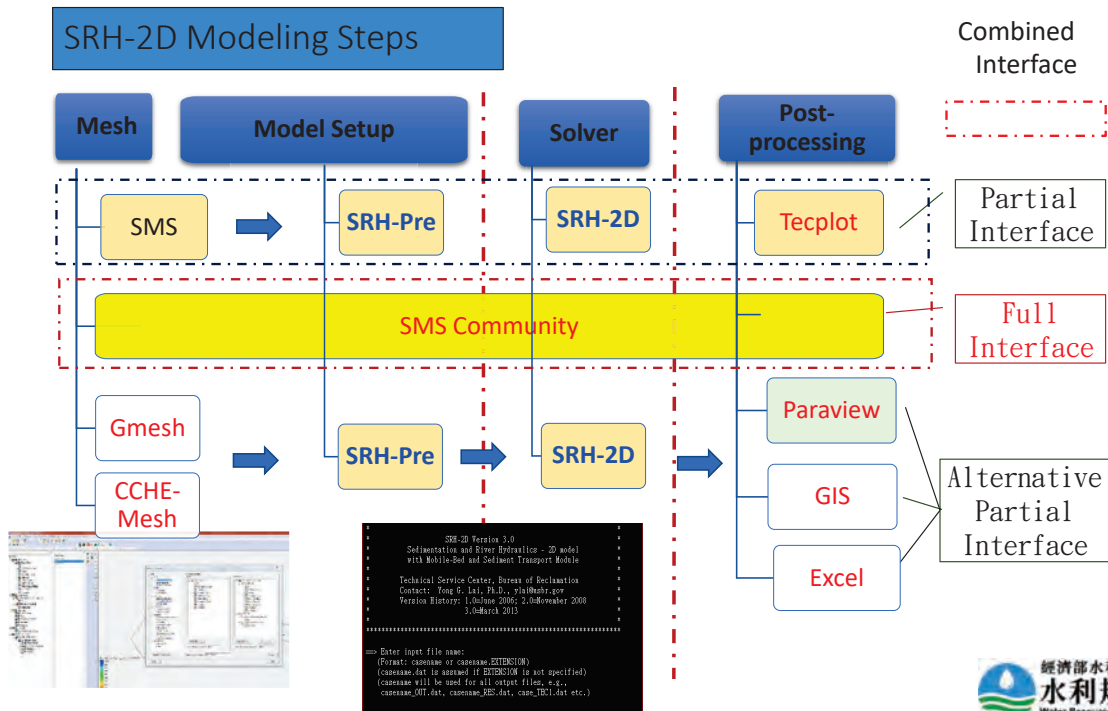 SRH-2D Modeling Steps
Combined
Interface
Mesh
Model Setup
Solver
Post-
processing
SMS
SRH-Pre
SRH-2D
Tecplot
Partial
Interface
SMS Community
Full
Interface
Gmesh
CCHE-
Mesh
SRH-Pre
SRH-2D
Paraview
GIS
Excel
Alternative
Partial
Interface
SRH-2D Version 3.0
Sedimentation and River Hydraulics - 2D model
with Mobile-Bed and Sediment Transport Module
Technical Service Center, Bureau of Reclamation
Contact: Yong G. Lai, Ph.D., ylai@usbr.gov
Version History: 1.0=June 2006; 2.0=November 2008
3.0=March 2013
==> Enter input file name:
(Format: casename or casename.EXTENSION)
(casename.dat is assumed if EXTENSION is not specified)
(casename will be used for all output files, e.g.,
casename_OUT.dat, casename_RES.dat, case_TEC1.dat etc.)
經濟部水
水利規